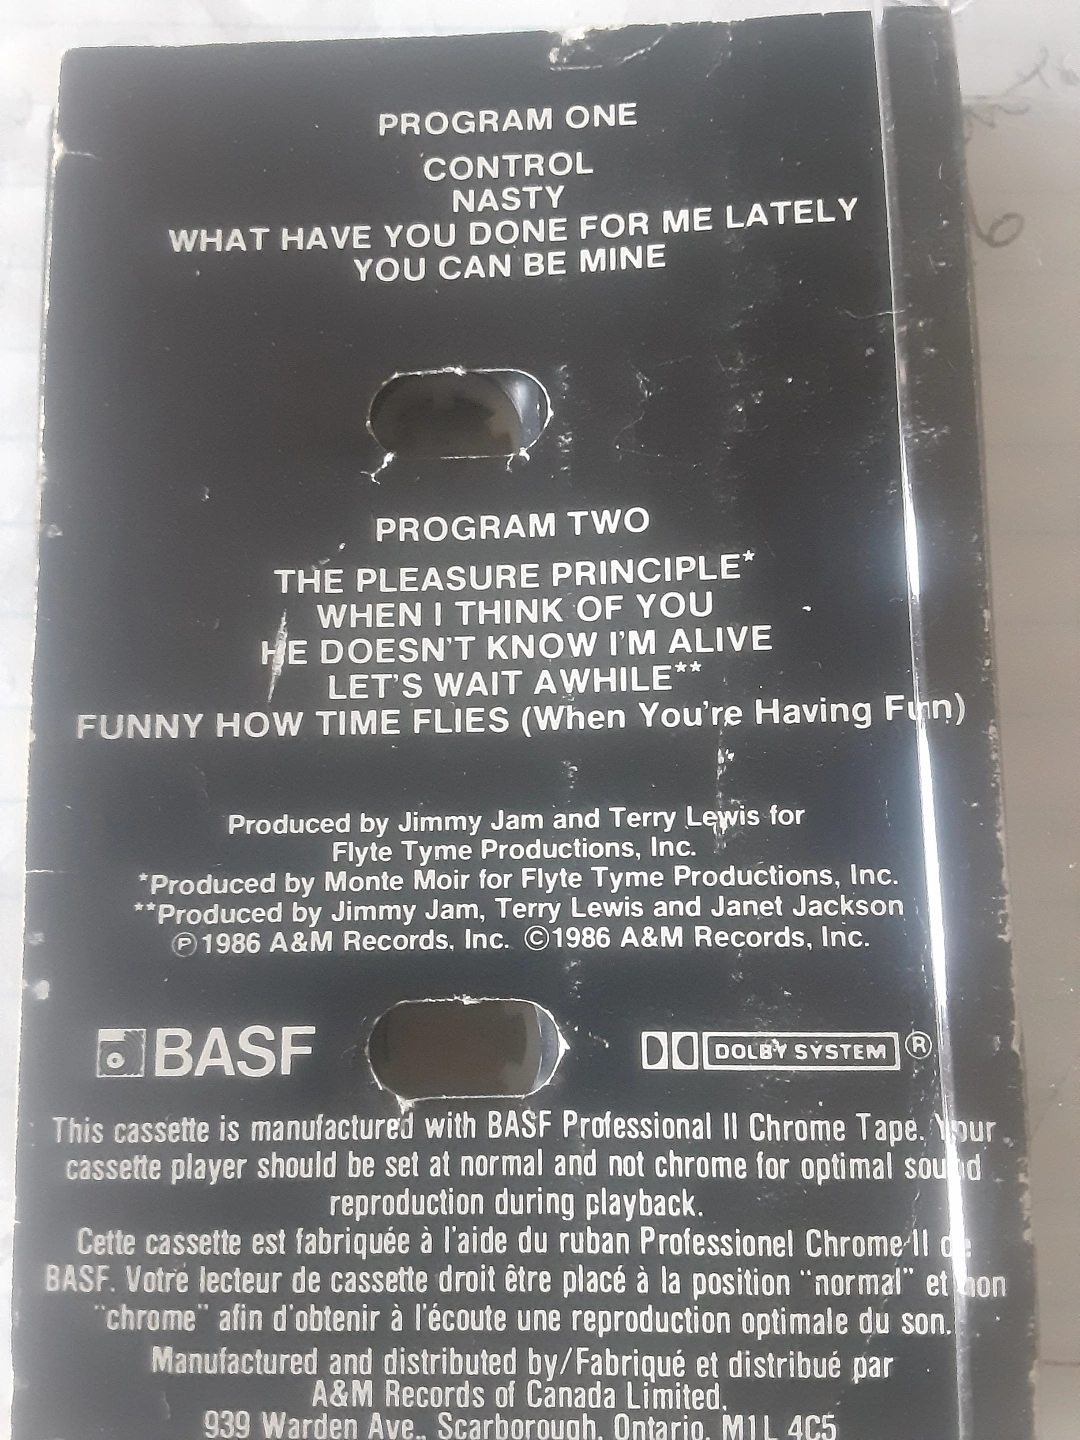 PROGRAM ONE
CONTROL
NASTY
WHAT HAVE YOU DONE FOR ME LATELY
YOU CAN BE MINE
PROGRAM TWO
THE PLEASURE PRINCIPLE*
WHEN I THINK OF YOU
HE DOESN'T KNOW I'M ALIVE
LET'S WAIT AWHILE**
FUNNY HOW TIME FLIES (When You're Having Fun)
Produced by Jimmy Jam and Terry Lewis for
Flyte Tyme Productions, Inc.
*Produced by Monte Moir for Flyte Tyme Productions, Inc.
**Produced by Jimmy Jam, Terry Lewis and Janet Jackson
℗1986 A&M Records, Inc. ©1986 A&M Records, Inc.
BASF
DOLBY SYSTEM ®
This cassette is manufactured with BASF Professional II Chrome Tape. Your
cassette player should be set at normal and not chrome for optimal sound
reproduction during playback.
Cette cassette est fabriquée à l'aide du ruban Professionel Chrome II de
BASF. Votre lecteur de cassette droit être placé à la position "normal" et non
"chrome" afin d'obtenir à l'écoute une reproduction optimale du son.
Manufactured and distributed by/Fabriqué et distribué par
A&M Records of Canada Limited,
939 Warden Ave., Scarborough, Ontario, M1L 4C5